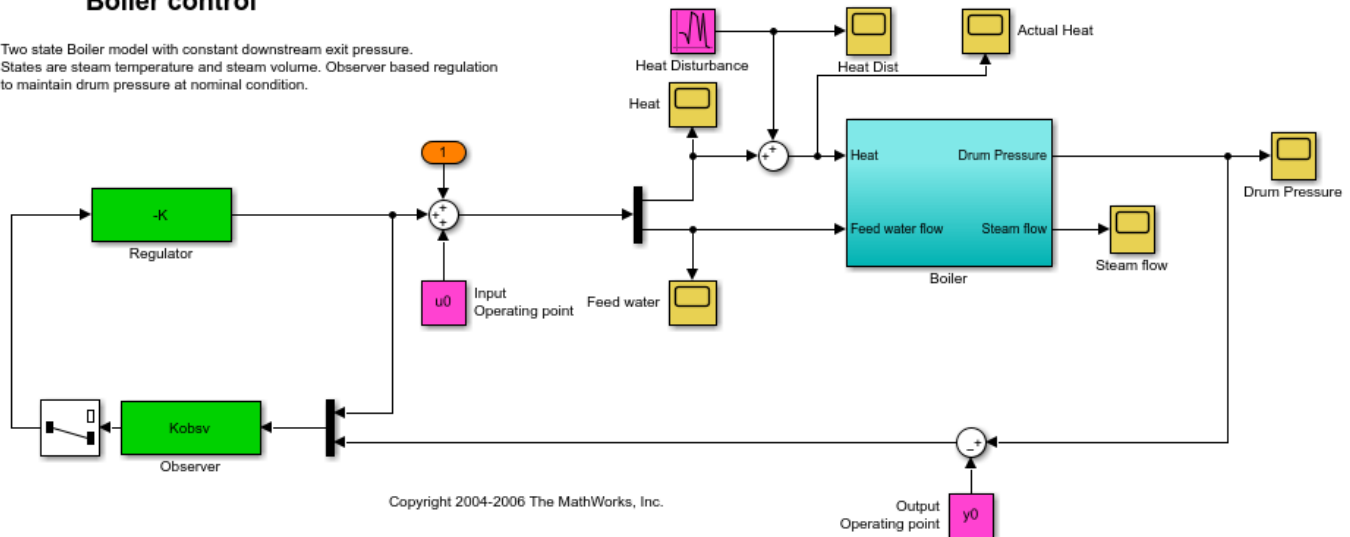 Boiler control
Two state Boiler model with constant downstream exit pressure.
States are steam temperature and steam volume. Observer based regulation
to maintain drum pressure at nominal condition.
Heat Disturbance
Heat Dist
Actual Heat
Heat
1
-K
Regulator
u0
Input
Operating point
Feed water
Heat
Drum Pressure
Feed water flow
Steam flow
Boiler
Drum Pressure
Steam flow
Kobsv
Observer
Copyright 2004-2006 The MathWorks, Inc.
Output
Operating point
y0